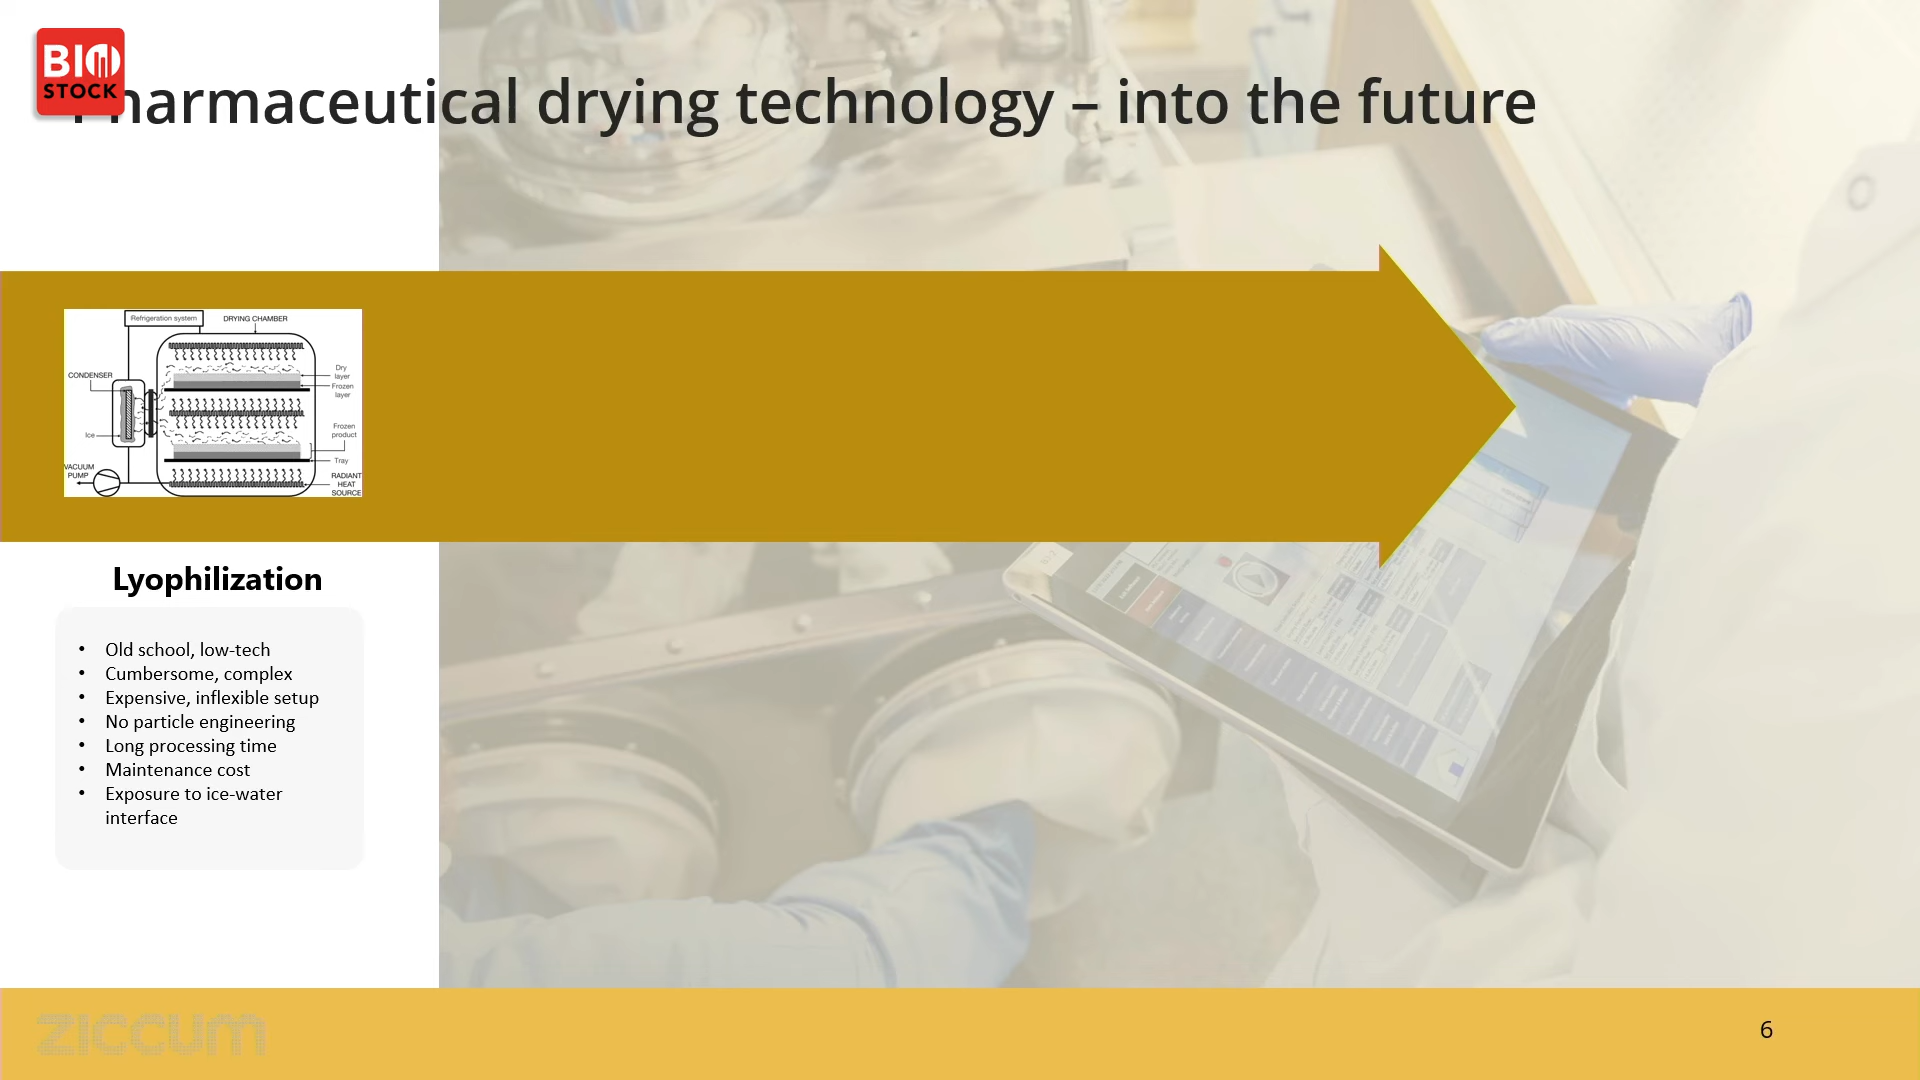 BIO
STOCK
Pharmaceutical drying technology – into the future
Refrigeration system
DRYING CHAMBER
CONDENSER
Dry
layer
Frozen
layer
Ice
Frozen
product
Tray
VACUUM
PUMP
RADIANT
HEAT
SOURCE
Lyophilization
• Old school, low-tech
• Cumbersome, complex
• Expensive, inflexible setup
• No particle engineering
• Long processing time
• Maintenance cost
• Exposure to ice-water
interface
ziccum
6